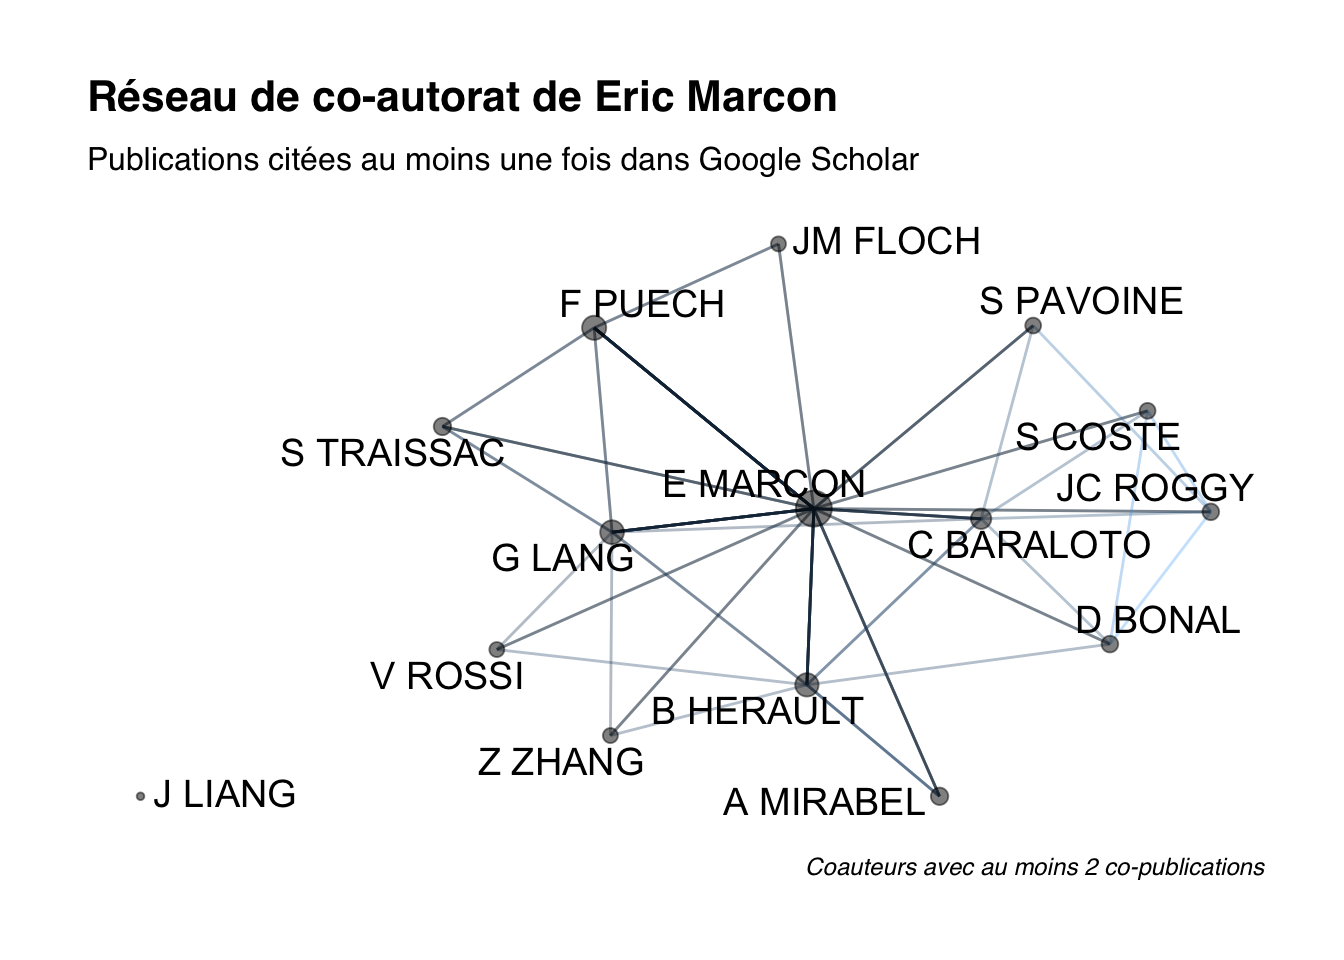 Réseau de co-autorat de Eric Marcon
Publications citées au moins une fois dans Google Scholar
JM FLOCH
F PUECH
S PAVOINE
S COSTE
S TRAISSAC
E MARCON
JC ROGGY
G LANG
C BARALOTO
D BONAL
V ROSSI
B HERAULT
Z ZHANG
J LIANG
A MIRABEL
Coauteurs avec au moins 2 co-publications